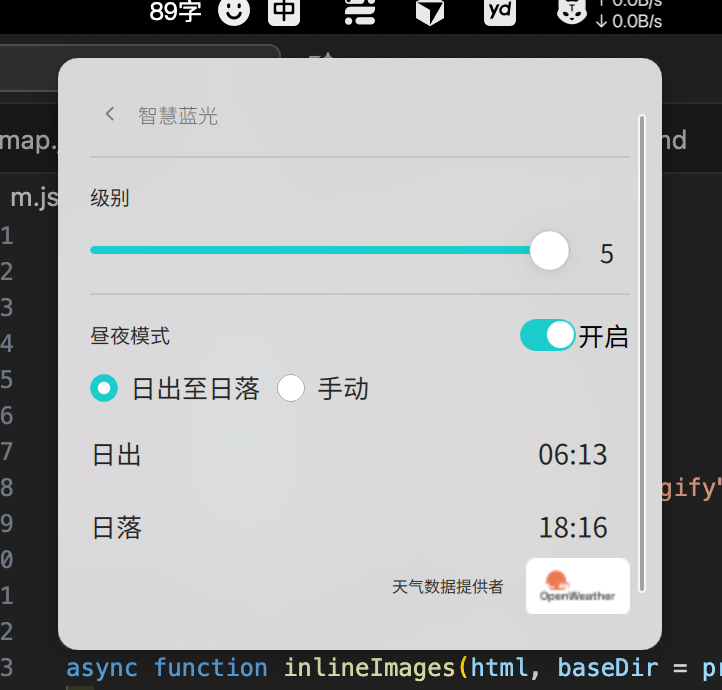 89字
中
yd
↑ 0.0B/s
↓ 0.0B/s
智慧蓝光
map.
nd
m.js
级别
5
昼夜模式
开启
日出至日落
手动
日出
06:13
日落
18:16
天气数据提供者
OpenWeather
1
2
3
4
5
6
7
8
9
0
1
2
3
gify"
async function inlineImages(html, baseDir = pr